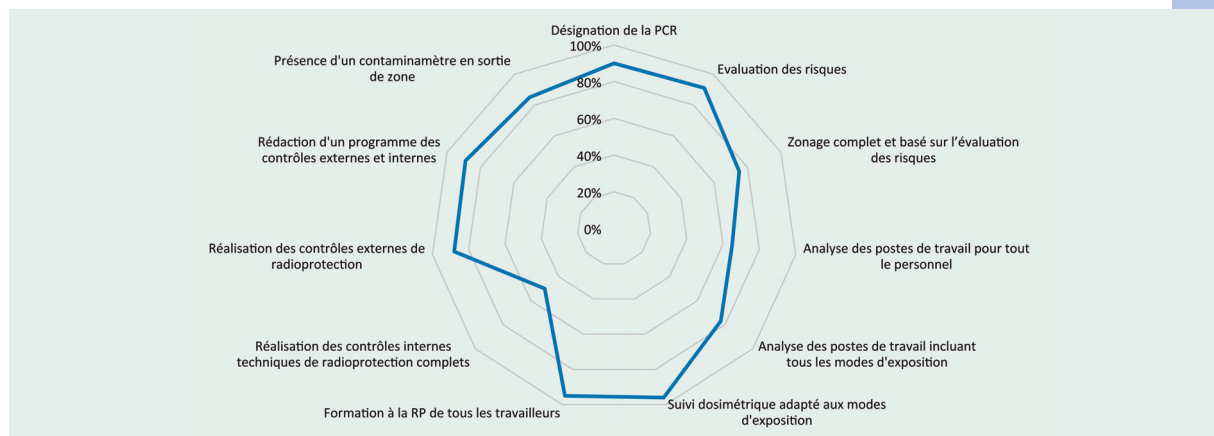 Désignation de la PCR
100%
80%
60%
40%
20%
0%
Evaluation des risques
Zonage complet et basé sur l’évaluation
des risques
Analyse des postes de travail pour tout
le personnel
Analyse des postes de travail incluant
tous les modes d'exposition
Suivi dosimétrique adapté aux modes
d'exposition
Formation à la RP de tous les travailleurs
Réalisation des contrôles internes
techniques de radioprotection complets
Réalisation des contrôles externes de
radioprotection
Rédaction d'un programme des
contrôles externes et internes
Présence d'un contaminamètre en sortie
de zone